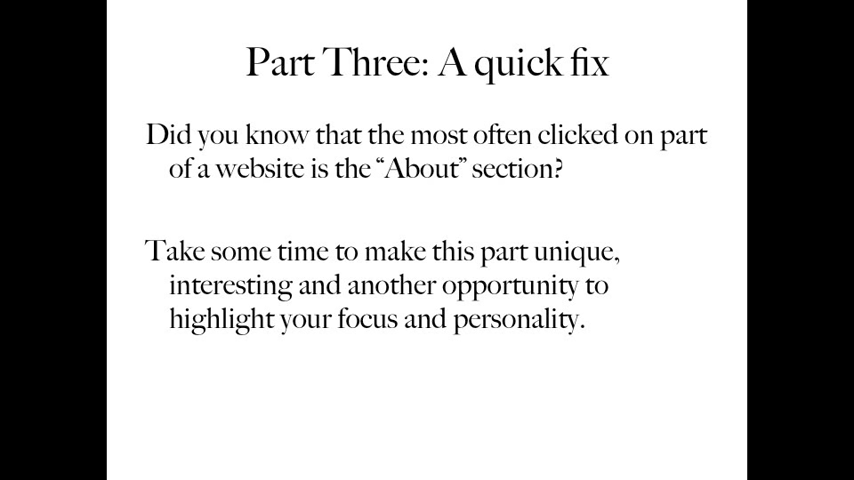 Part Three: A quick fix
Did you know that the most often clicked on part
of a website is the “About” section?
Take some time to make this part unique,
interesting and another opportunity to
highlight your focus and personality.